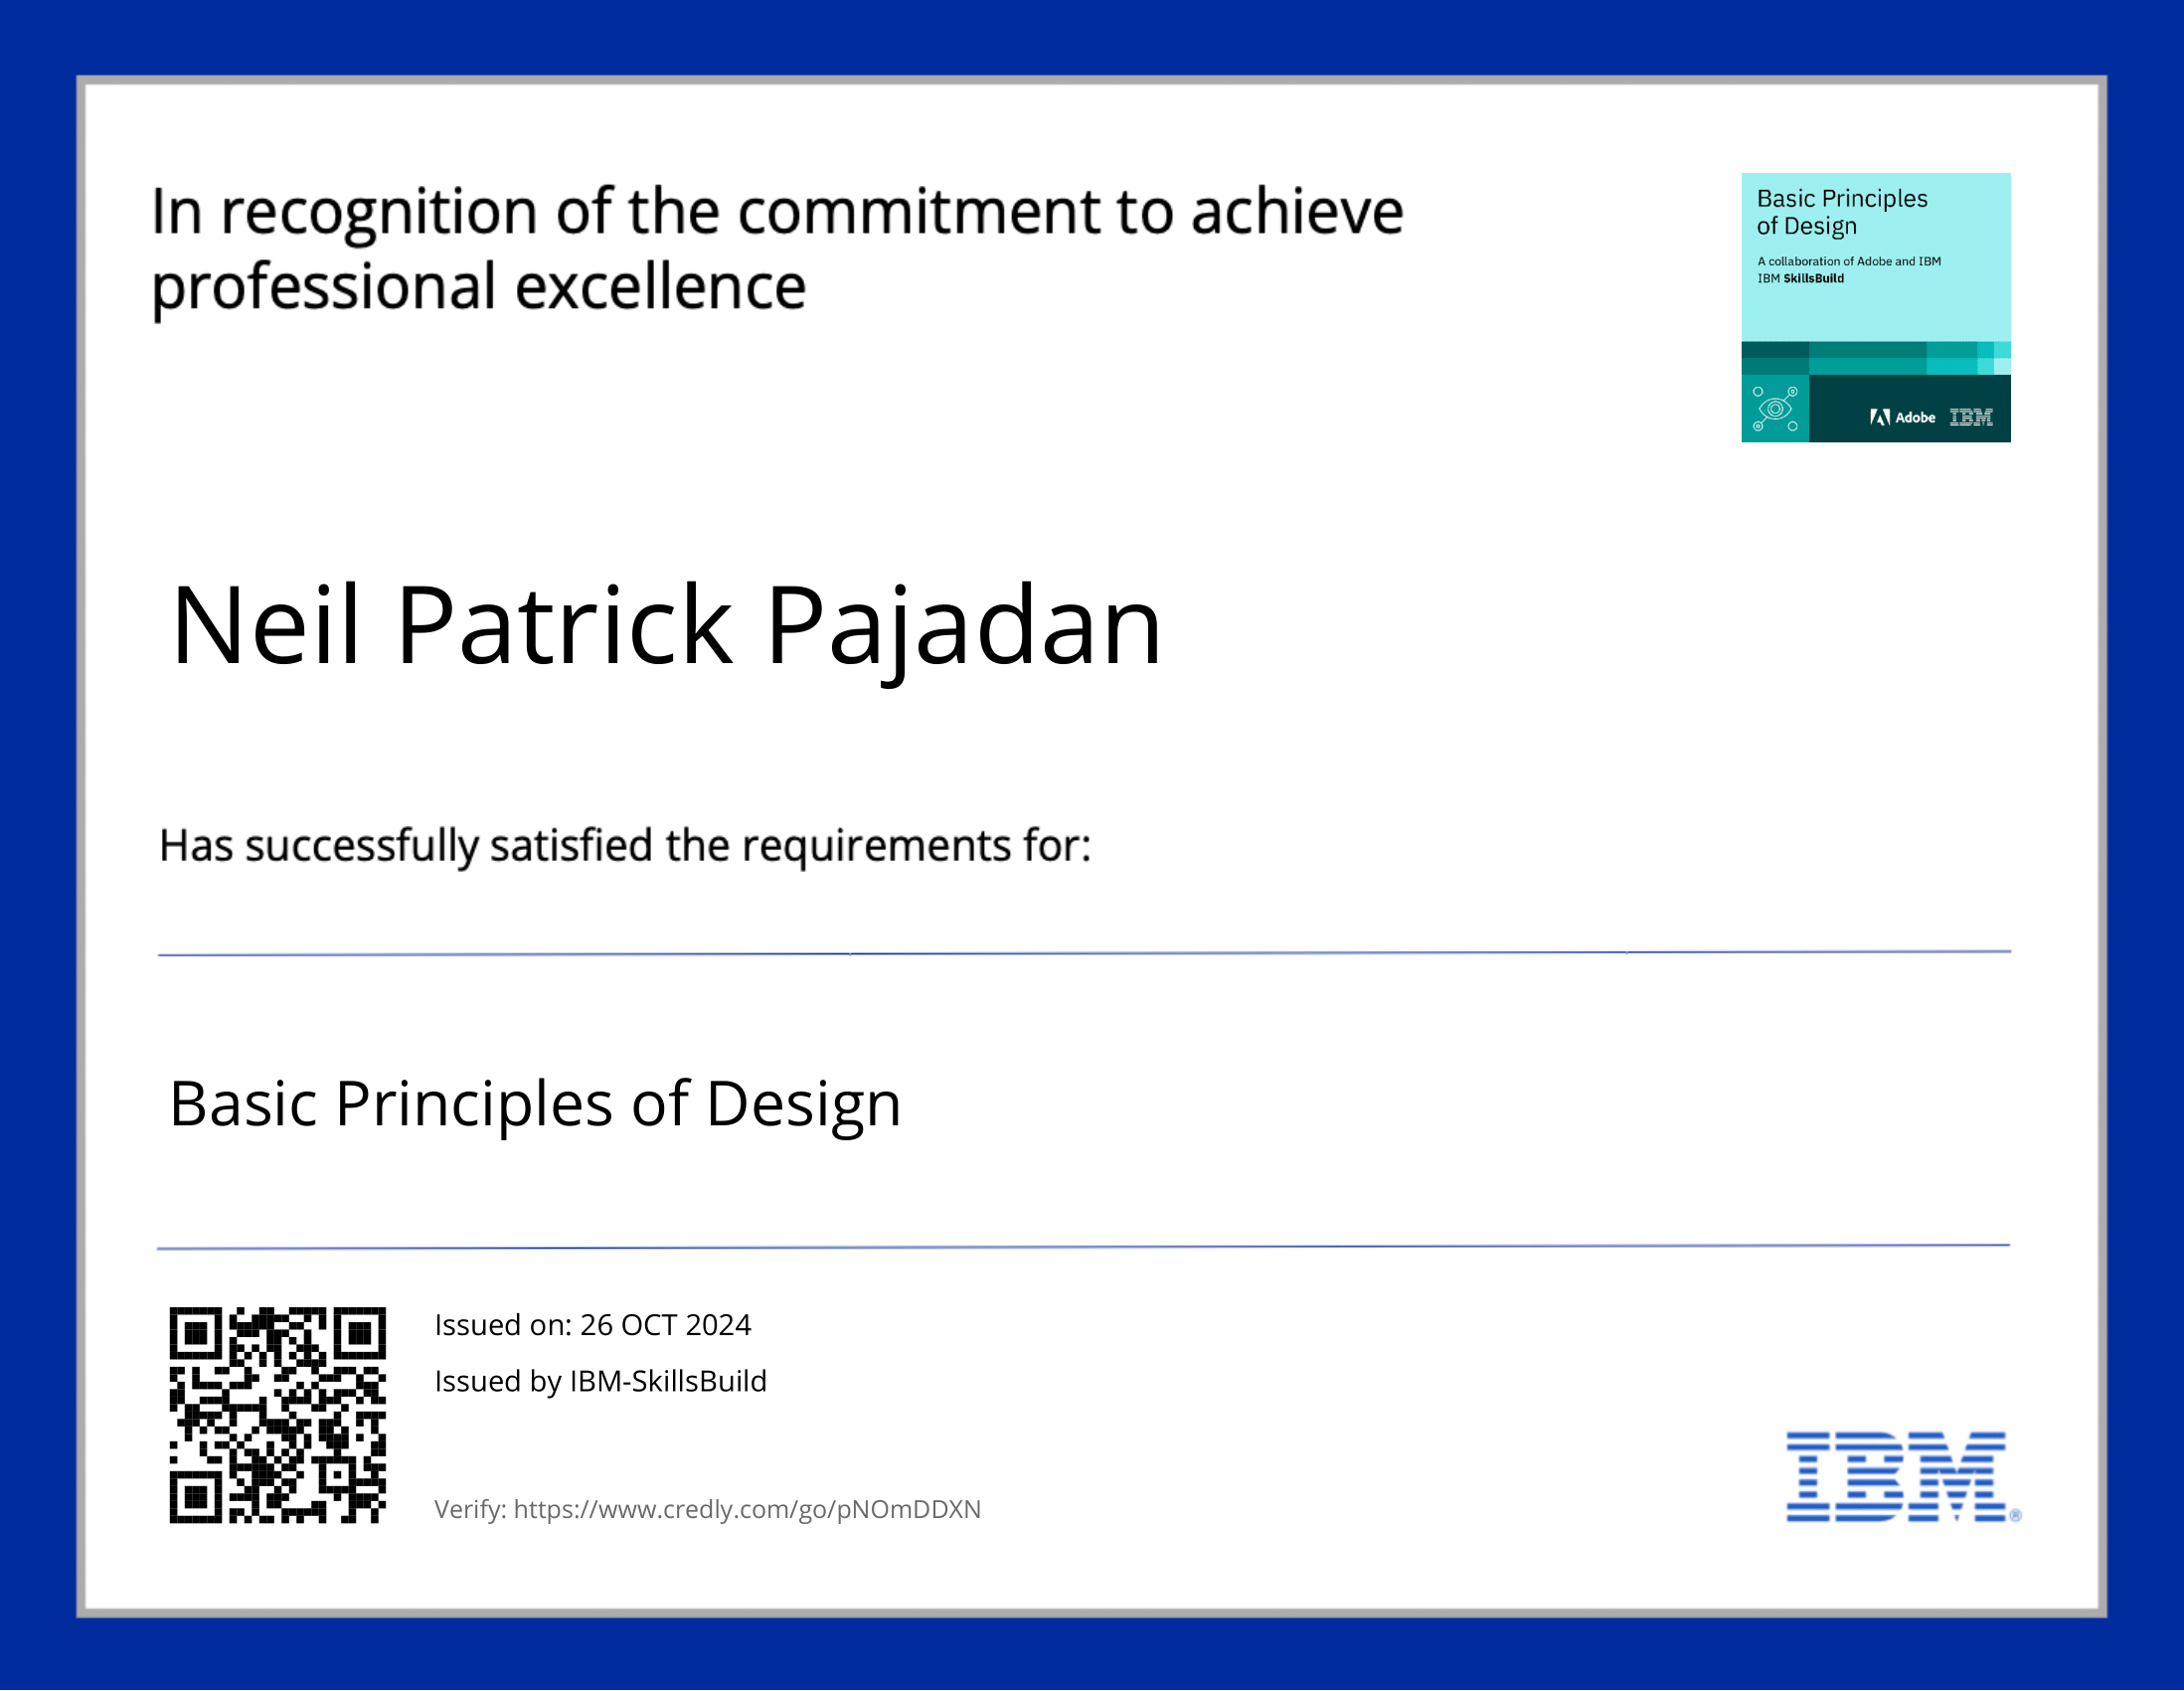 In recognition of the commitment to achieve
professional excellence
Basic Principles
of Design
A collaboration of Adobe and IBM
IBM SkillsBuild
Adobe IBM
Neil Patrick Pajadan
Has successfully satisfied the requirements for:
Basic Principles of Design
Issued on: 26 OCT 2024
Issued by IBM-SkillsBuild
Verify: https://www.credly.com/go/pNOmDDXN
IBM®